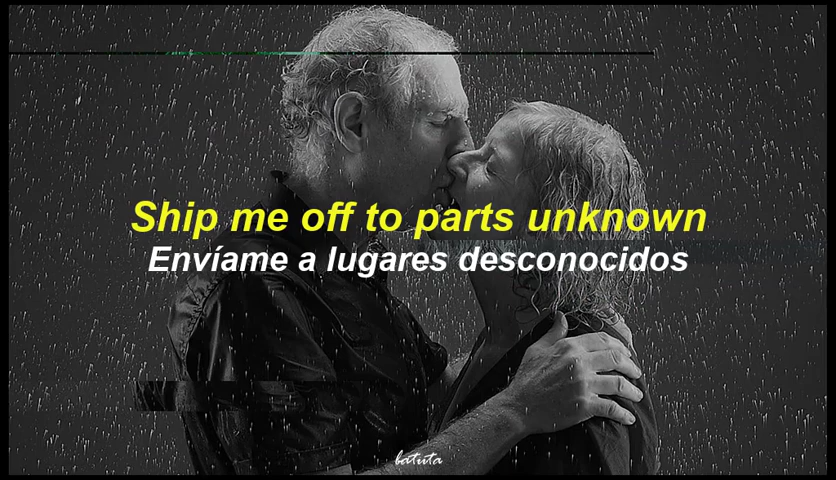 Ship me off to parts unknown
Envíame a lugares desconocidos
batuta